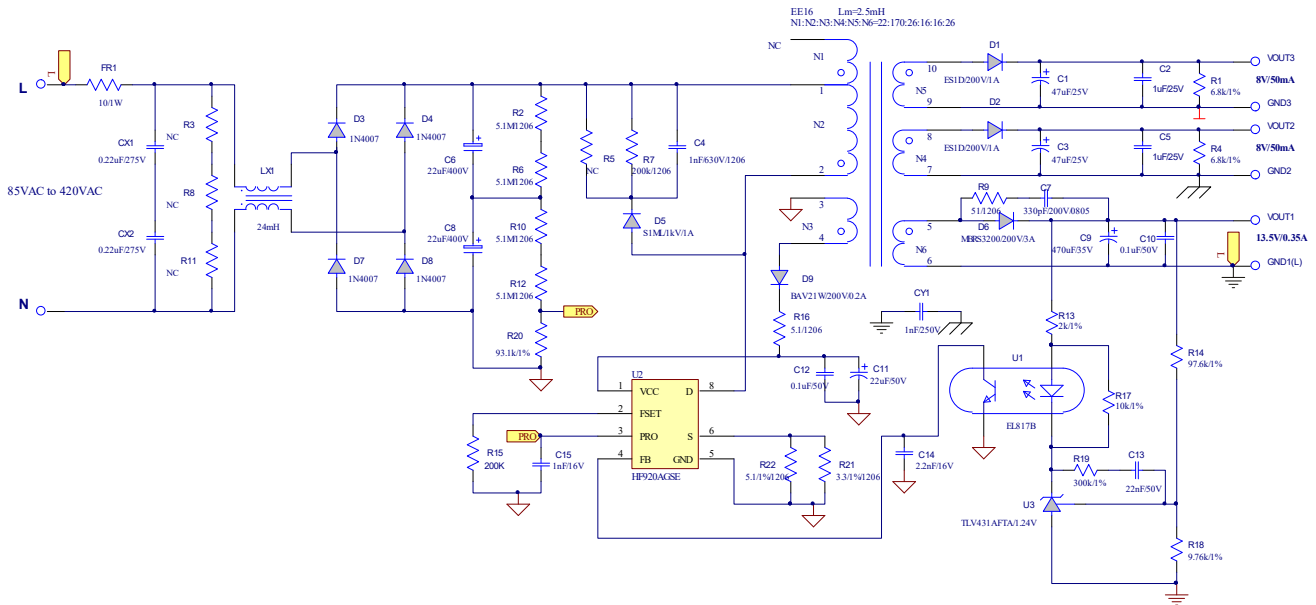 EE16 Lm=2.5mH
N1:N2:N3:N4:N5:N6=22:170:26:16:16:26
NC
N1
1
N2
2
3
N3
4
10
N5
9
8
N4
7
5
N6
6
D1
ES1D/200V/1A
D2
ES1D/200V/1A
C1
47uF/25V
C2
1uF/25V
R1
6.8k/1%
VOUT3
8V/50mA
GND3
C3
47uF/25V
C5
1uF/25V
R4
6.8k/1%
VOUT2
8V/50mA
GND2
R9
51/1206
C7
330pF/200V/0805
D6
MBRS3200/200V/3A
C9
470uF/35V
C10
0.1uF/50V
VOUT1
13.5V/0.35A
L
GND1(L)
L
L
FR1
10/1W
CX1
NC
0.22uF/275V
CX2
0.22uF/275V
NC
R3
NC
R8
NC
R11
85VAC to 420VAC
N
LX1
24mH
D3
1N4007
D4
1N4007
D7
1N4007
D8
1N4007
C6
22uF/400V
C8
22uF/400V
R2
5.1M1206
R6
5.1M1206
R10
5.1M1206
R12
5.1M1206
R20
93.1k/1%
PRO
R5
NC
R7
200k/1206
C4
1nF/630V/1206
D5
S1ML/1kV/1A
D9
BAV21W/200V/0.2A
R16
5.1/1206
C12
0.1uF/50V
C11
22uF/50V
CY1
1nF/250V
U2
1 VCC D 8
2 FSET
3 PRO S 6
4 FB GND 5
HF920AGSE
R15
200K
PRO
C15
1nF/16V
R22
5.1/1%/1206
R21
3.3/1%/1206
C14
2.2nF/16V
U1
EL817B
R13
2k/1%
R17
10k/1%
R14
97.6k/1%
R19
300k/1%
C13
22nF/50V
U3
TLV431AFTA/1.24V
R18
9.76k/1%